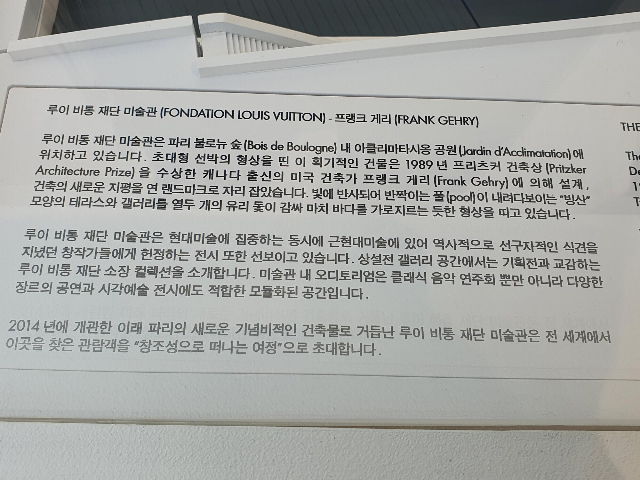 루이 비통 재단 미술관 (FONDATION LOUIS VUITTON) - 프랭크 게리 (FRANK GEHRY)
루이 비통 재단 미술관은 파리 불로뉴 숲 (Bois de Boulogne) 내 아클리마타시옹 공원 (Jardin d'Acclimatation) 에
위치하고 있습니다. 초대형 선박의 형상을 띤 이 획기적인 건물은 1989 년 프리츠커 건축상 (Pritzker
Architecture Prize) 을 수상한 캐나다 출신의 미국 건축가 프랭크 게리 (Frank Gehry) 에 의해 설계,
건축의 새로운 지평을 연 랜드마크로 자리 잡았습니다. 빛에 반사되어 반짝이는 풀 (pool) 이 내려다보이는 "빙산"
모양의 테라스와 갤러리를 열두 개의 유리 돛이 감싸 마치 바다를 가로지르는 듯한 형상을 띠고 있습니다.
루이 비통 재단 미술관은 현대미술에 집중하는 동시에 근현대미술에 있어 역사적으로 선구자적인 식견을
지녔던 창작가들에게 헌정하는 전시 또한 선보이고 있습니다. 상설전 갤러리 공간에서는 기획전과 교감하는
루이 비통 재단 소장 컬렉션을 소개합니다. 미술관 내 오디토리움은 클래식 음악 연주회 뿐만 아니라 다양한
장르의 공연과 시각예술 전시에도 적합한 모듈화된 공간입니다.
2014 년에 개관한 이래 파리의 새로운 기념비적인 건축물로 거듭난 루이 비통 재단 미술관은 전 세계에서
이곳을 찾은 관람객을 "창조성으로 떠나는 여정"으로 초대합니다.
THE